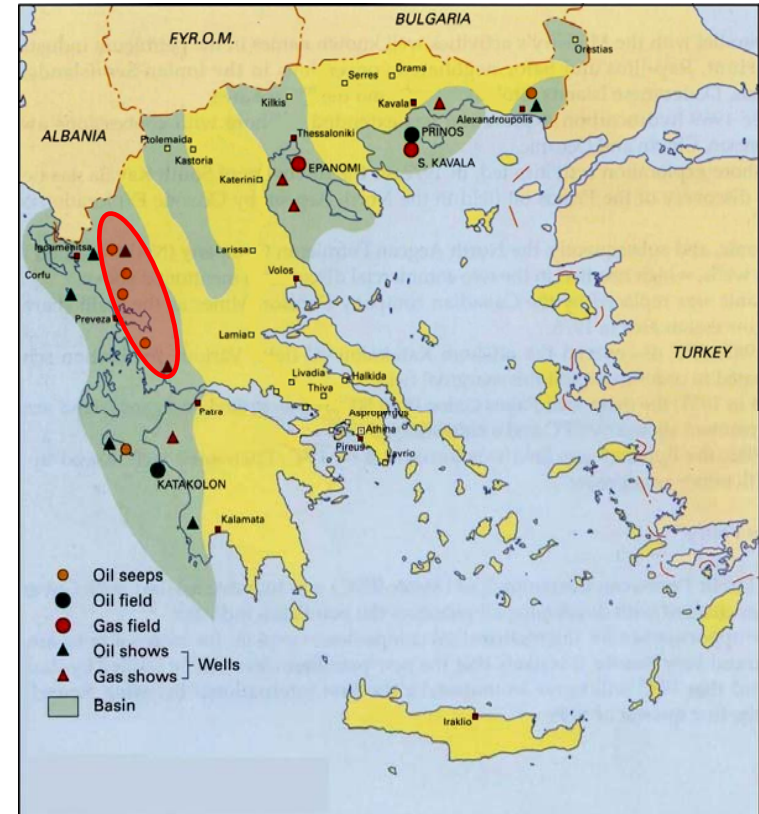 BULGARIA
F.Y.R.O.M.
Orestias
Drama
Serres
Kilkis
Kavala
Alexandroupolis
ALBANIA
PRINOS
Thessaloniki
Ptolemaida
Kastoria
S. KAVALA
EPANOMI
Katerini
Igoumenitsa
Larissa
Corfu
Volos
Preveza
Lamia
TURKEY
Livadia
Halkida
Thiva
Patra
Athina
Pireus
Lavrio
KATAKOLON
Kalamata
Oil seeps
Oil field
Gas field
Oil shows
Wells
Gas shows
Basin
Iraklio